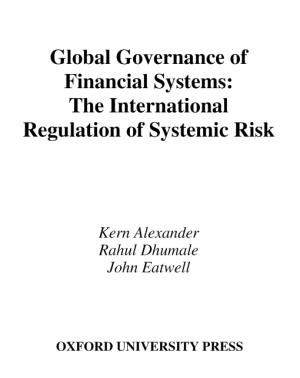 Global Governance of
Financial Systems:
The International
Regulation of Systemic Risk
Kern Alexander
Rahul Dhumale
John Eatwell
OXFORD UNIVERSITY PRESS